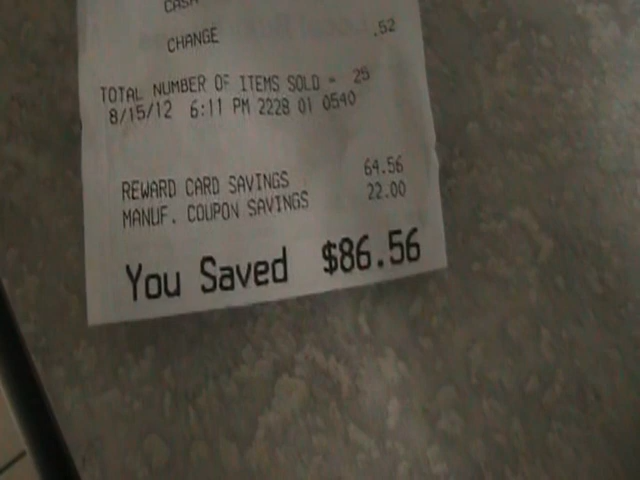 CASH
CHANGE .52
TOTAL NUMBER OF ITEMS SOLD = 25
8/15/12 6:11 PM 2228 01 0540
REWARD CARD SAVINGS 64.56
MANUF. COUPON SAVINGS 22.00
You Saved $86.56